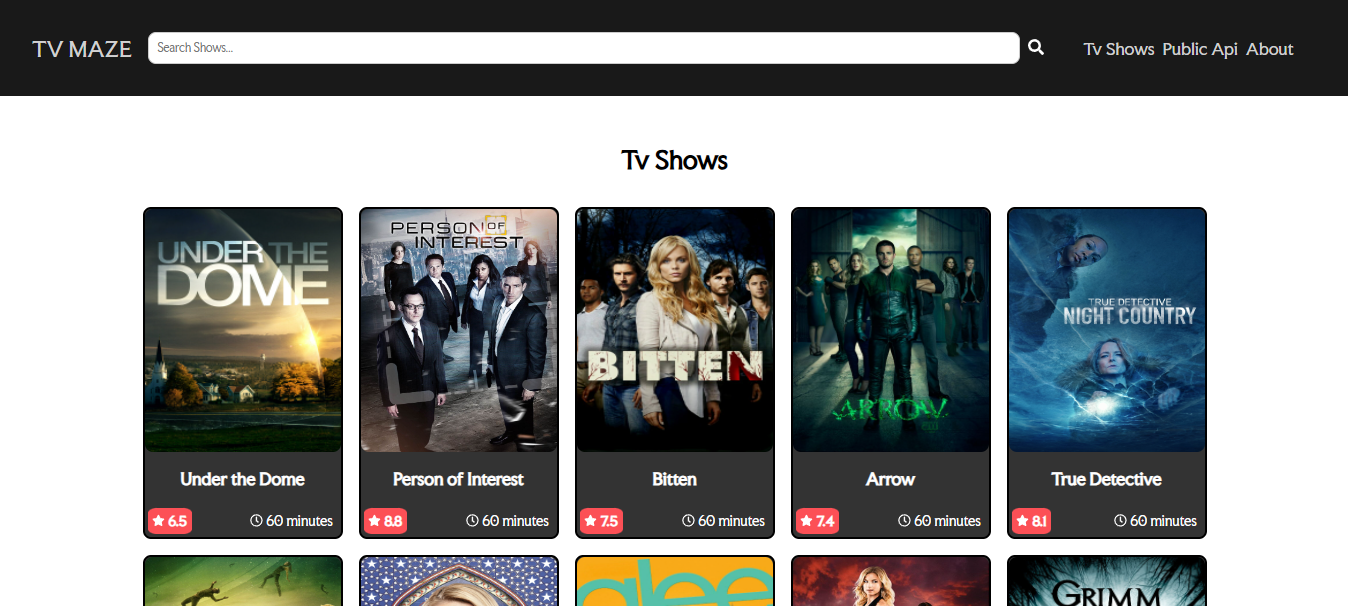 TV MAZE
Search Shows...
Tv Shows Public Api About
Tv Shows
UNDER THE
DOME
PERSON OF
INTEREST
BITTEN
ARROW
TRUE DETECTIVE
NIGHT COUNTRY
Under the Dome
Person of Interest
Bitten
Arrow
True Detective
6.5
60 minutes
8.8
60 minutes
7.5
60 minutes
7.4
60 minutes
8.1
60 minutes
glee
GRIMM